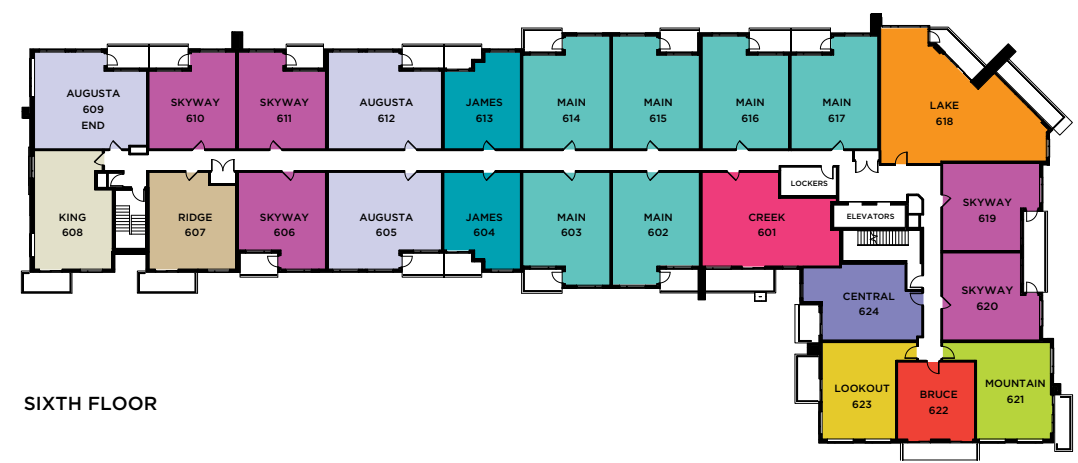 AUGUSTA
609
END
SKYWAY
610
SKYWAY
611
AUGUSTA
612
JAMES
613
MAIN
614
MAIN
615
MAIN
616
MAIN
617
LAKE
618
KING
608
RIDGE
607
SKYWAY
606
AUGUSTA
605
JAMES
604
MAIN
603
MAIN
602
CREEK
601
LOCKERS
ELEVATORS
SKYWAY
619
SKYWAY
620
CENTRAL
624
LOOKOUT
623
BRUCE
622
MOUNTAIN
621
SIXTH FLOOR